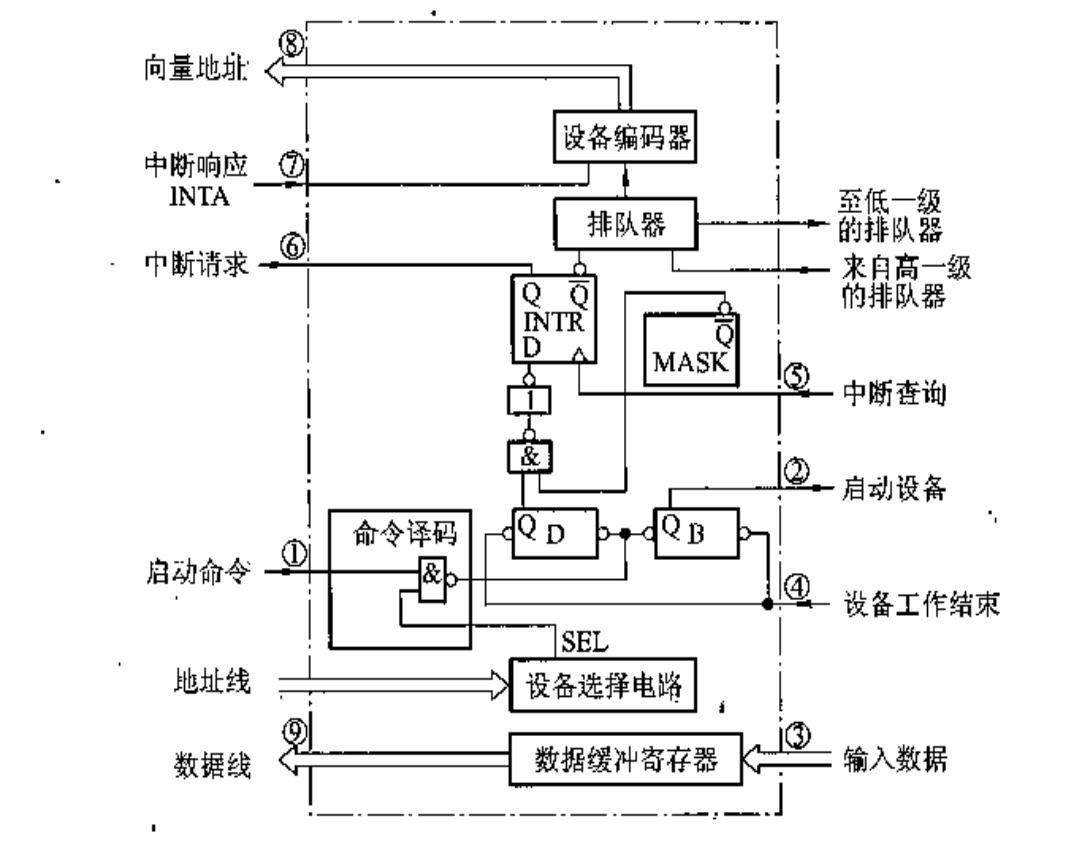 ⑧
向量地址
设备编码器
中断响应
INTA
⑦
排队器
至低一级
的排队器
⑥
中断请求
来自高一级
的排队器
Q Q̅
INTR
D
Q̅
MASK
⑤
中断查询
1
&
②
启动设备
命令译码
Q D
Q B
①
启动命令
&
④
设备工作结束
SEL
地址线
设备选择电路
⑨
数据线
数据缓冲寄存器
③
输入数据